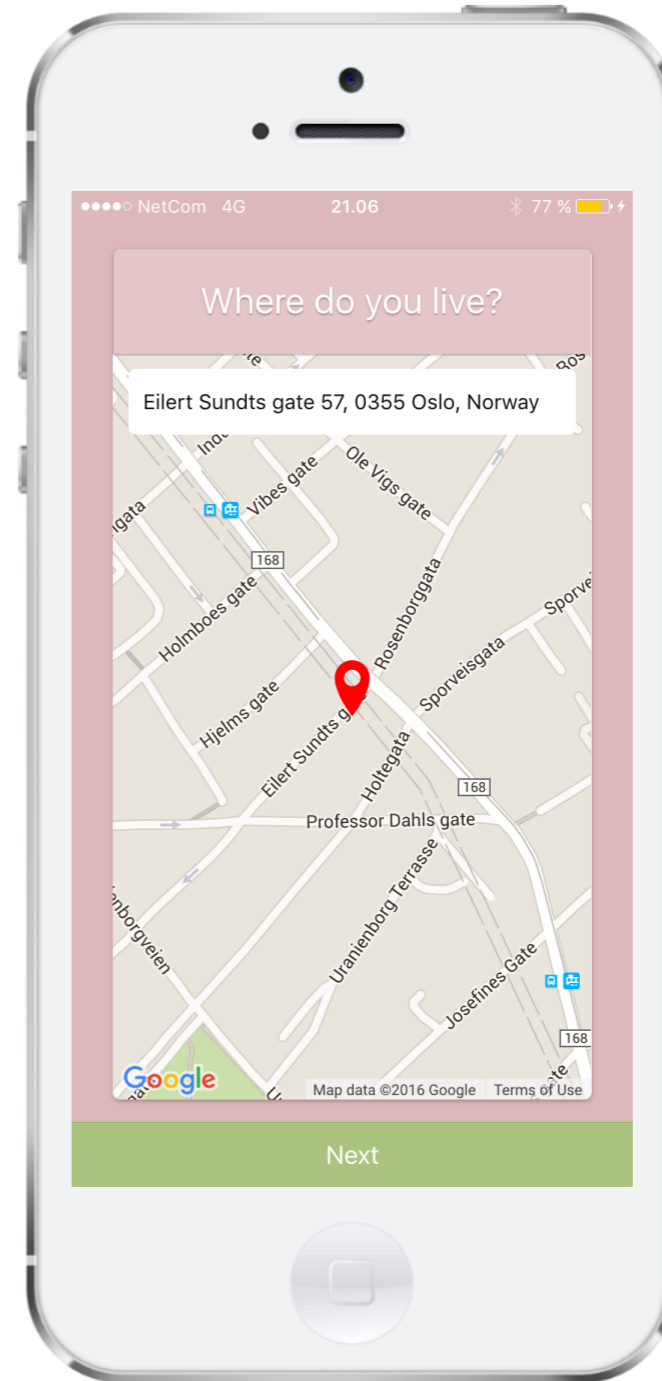 NetCom 4G 21.06 77 %
Where do you live?
Eilert Sundts gate 57, 0355 Oslo, Norway
Vibes gate
Ole Vigs gate
168
Holmboes gate
Rosenborggata
Sporveisgata
Hjelms gate
Eilert Sundts
Holtegata
168
Professor Dahls gate
Uranienborg Terrasse
Josefines Gate
168
Google
Map data ©2016 Google Terms of Use
Next